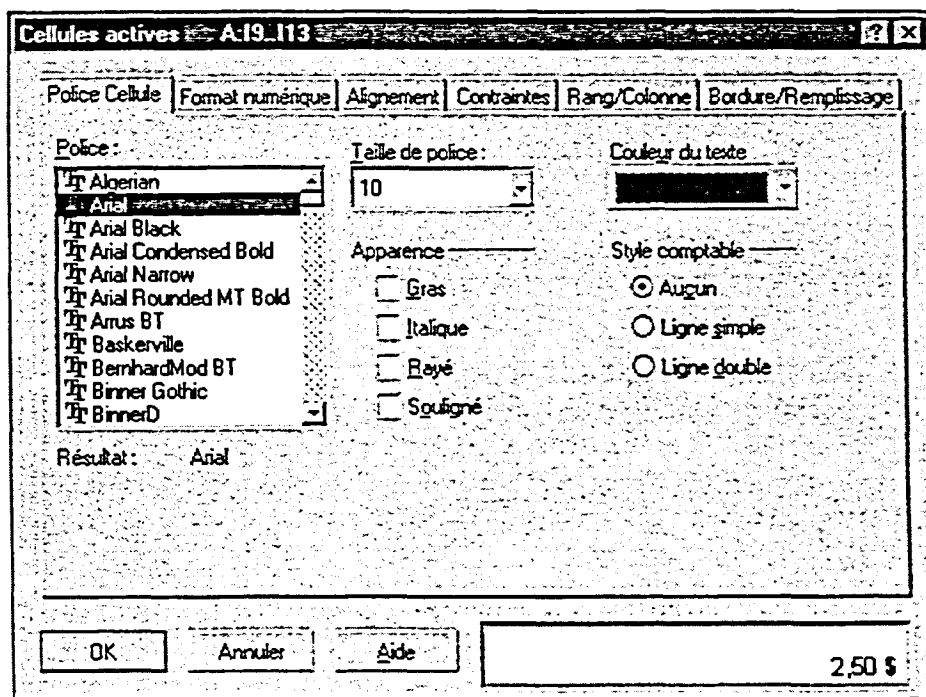 Cellules actives A:I9..I13
Police Cellule
Format numérique
Alignement
Contraintes
Rang/Colonne
Bordure/Remplissage
Police :
Algerian
Arial
Arial Black
Arial Condensed Bold
Arial Narrow
Arial Rounded MT Bold
Arrus BT
Baskerville
BernhardMod BT
Binner Gothic
BinnerD
Résultat : Arial
Taille de police :
10
Apparence
Gras
Italique
Rayé
Souligné
Couleur du texte
Style comptable
Aucun
Ligne simple
Ligne double
OK
Annuler
Aide
2,50 $